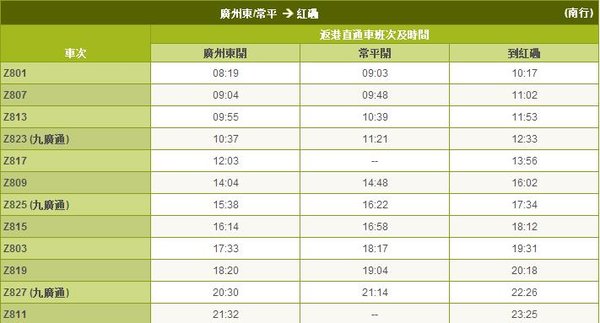 廣州東/常平 → 紅磡 (南行)
車次 返港直通車班次及時間
廣州東開 常平開 到紅磡
Z801 08:19 09:03 10:17
Z807 09:04 09:48 11:02
Z813 09:55 10:39 11:53
Z823 (九廣通) 10:37 11:21 12:33
Z817 12:03 -- 13:56
Z809 14:04 14:48 16:02
Z825 (九廣通) 15:38 16:22 17:34
Z815 16:14 16:58 18:12
Z803 17:33 18:17 19:31
Z819 18:20 19:04 20:18
Z827 (九廣通) 20:30 21:14 22:26
Z811 21:32 -- 23:25